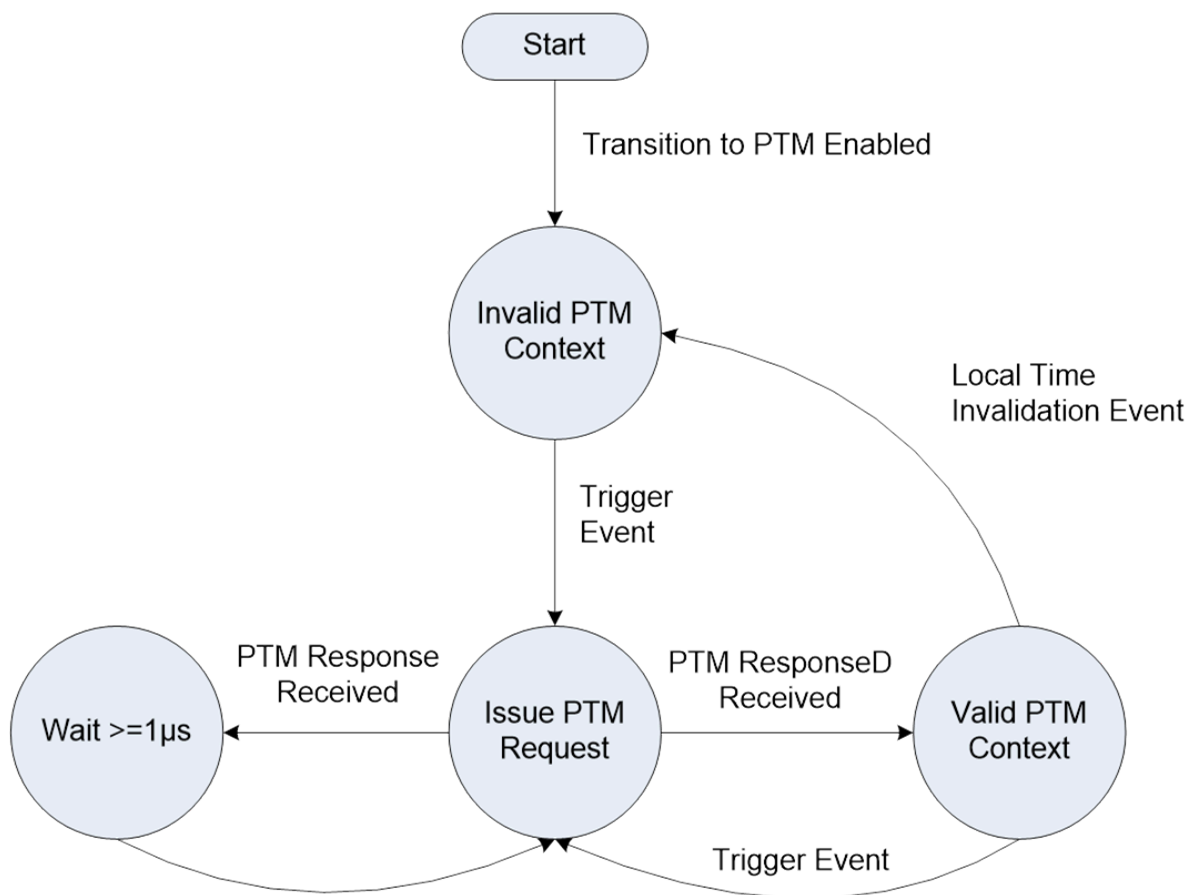 Start
Transition to PTM Enabled
Invalid PTM
Context
Local Time
Invalidation Event
Trigger
Event
PTM Response
Received
PTM ResponseD
Received
Wait >=1µs
Issue PTM
Request
Valid PTM
Context
Trigger Event